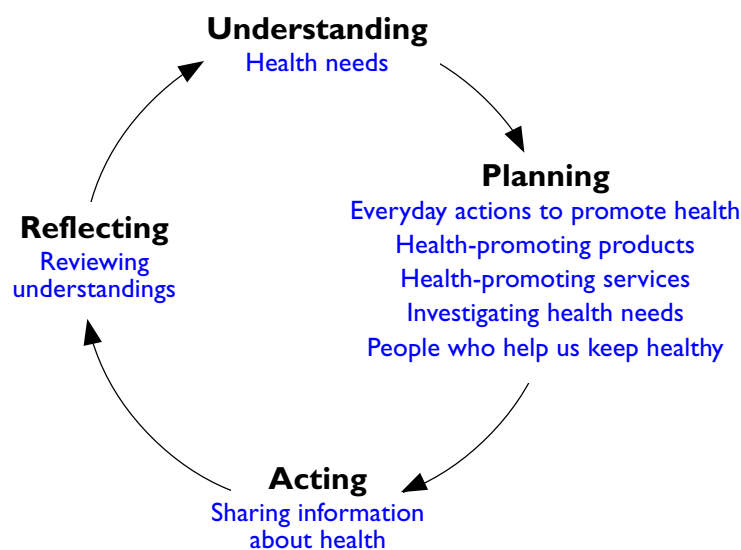 Understanding
Health needs
Planning
Everyday actions to promote health
Health-promoting products
Health-promoting services
Investigating health needs
People who help us keep healthy
Acting
Sharing information
about health
Reflecting
Reviewing
understandings